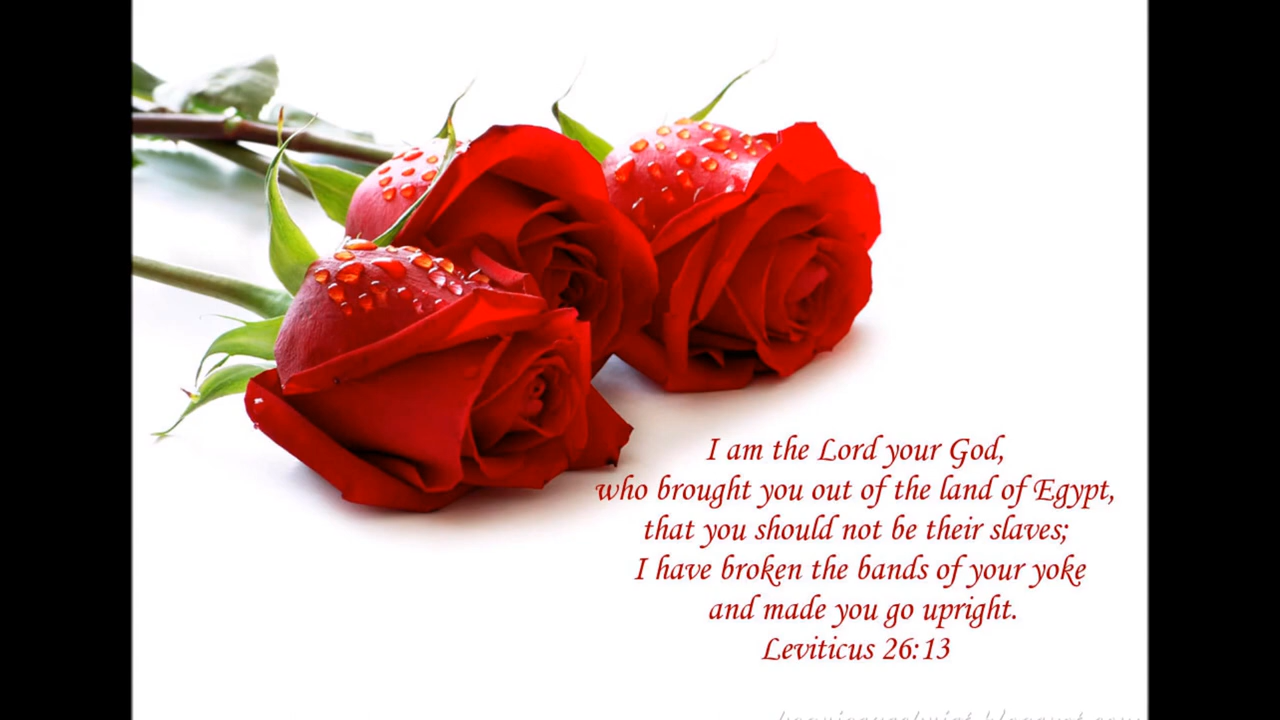 I am the Lord your God,
who brought you out of the land of Egypt,
that you should not be their slaves;
I have broken the bands of your yoke
and made you go upright.
Leviticus 26:13